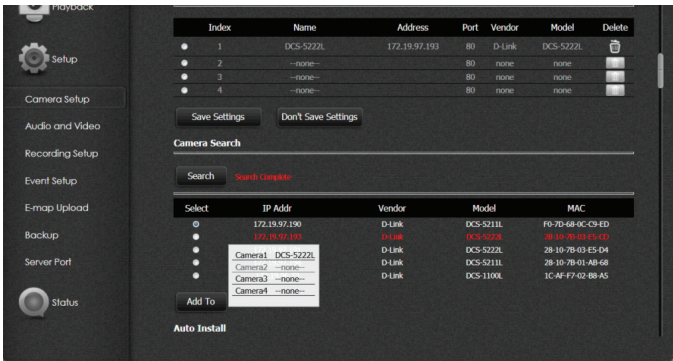 Playback
Index Name Address Port Vendor Model Delete
1 DCS-5222L 172.19.97.193 80 D-Link DCS-5222L
Setup
2 --none-- 80 none none
3 --none-- 80 none none
4 --none-- 80 none none
Camera Setup
Save Settings Don't Save Settings
Audio and Video
Camera Search
Recording Setup
Search Search Complete
Event Setup
E-map Upload
Select IP Addr Vendor Model MAC
172.19.97.190 D-Link DCS-5211L F0-7D-68-0C-C9-ED
172.19.97.193 D-Link DCS-5222L 28-10-7B-03-E5-CD
Backup
D-Link DCS-5222L 28-10-7B-03-E5-D4
Camera1 DCS-5222L
Server Port
D-Link DCS-5211L 28-10-7B-01-AB-68
Camera2 --none--
D-Link DCS-1100L 1C-AF-F7-02-B8-A5
Camera3 --none--
Camera4 --none--
Status
Add To
Auto Install